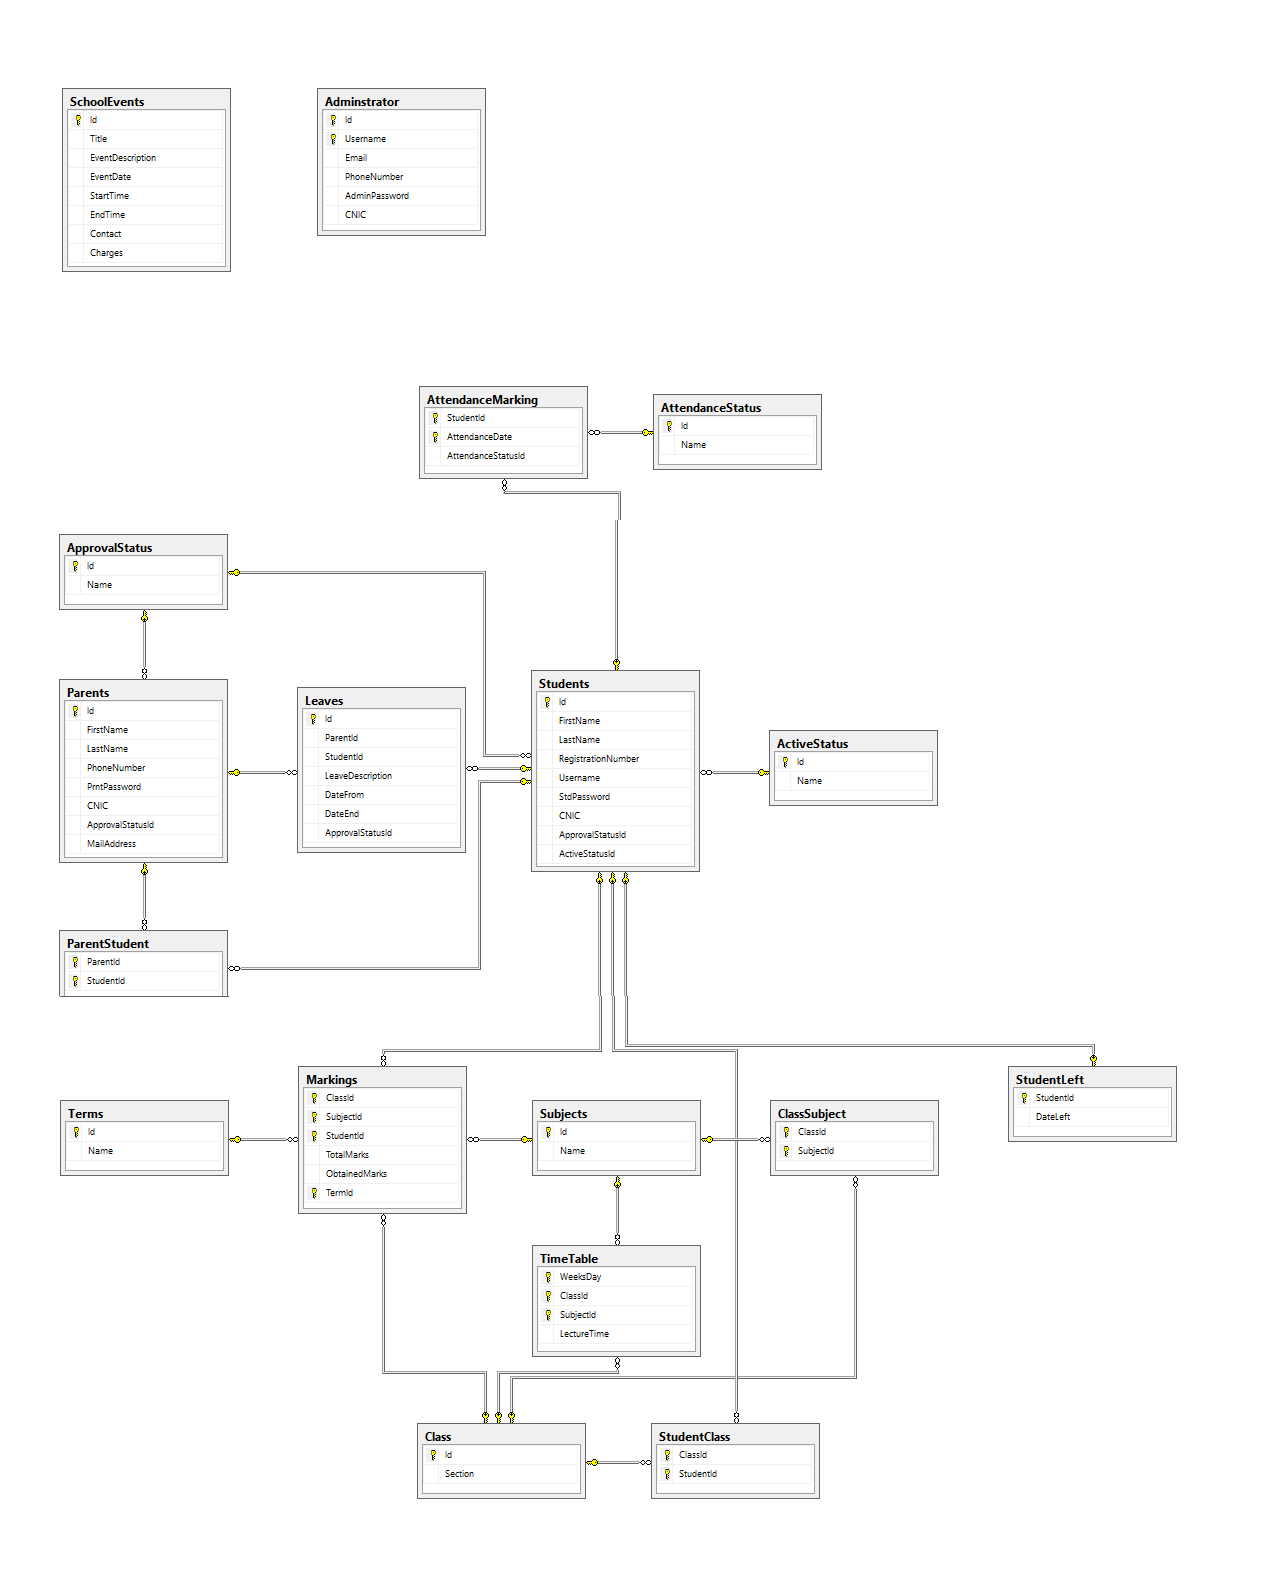 SchoolEvents
Id
Title
EventDescription
EventDate
StartTime
EndTime
Contact
Charges
Adminstrator
Id
Username
Email
PhoneNumber
AdminPassword
CNIC
AttendanceMarking
StudentId
AttendanceDate
AttendanceStatusId
AttendanceStatus
Id
Name
ApprovalStatus
Id
Name
Parents
Id
FirstName
LastName
PhoneNumber
PrntPassword
CNIC
ApprovalStatusId
MailAddress
Leaves
Id
ParentId
StudentId
LeaveDescription
DateFrom
DateEnd
ApprovalStatusId
Students
Id
FirstName
LastName
RegistrationNumber
Username
StdPassword
CNIC
ApprovalStatusId
ActiveStatusId
ActiveStatus
Id
Name
ParentStudent
ParentId
StudentId
Terms
Id
Name
Markings
ClassId
SubjectId
StudentId
TotalMarks
ObtainedMarks
TermId
Subjects
Id
Name
ClassSubject
ClassId
SubjectId
StudentLeft
StudentId
DateLeft
TimeTable
WeeksDay
ClassId
SubjectId
LectureTime
Class
Id
Section
StudentClass
ClassId
StudentId